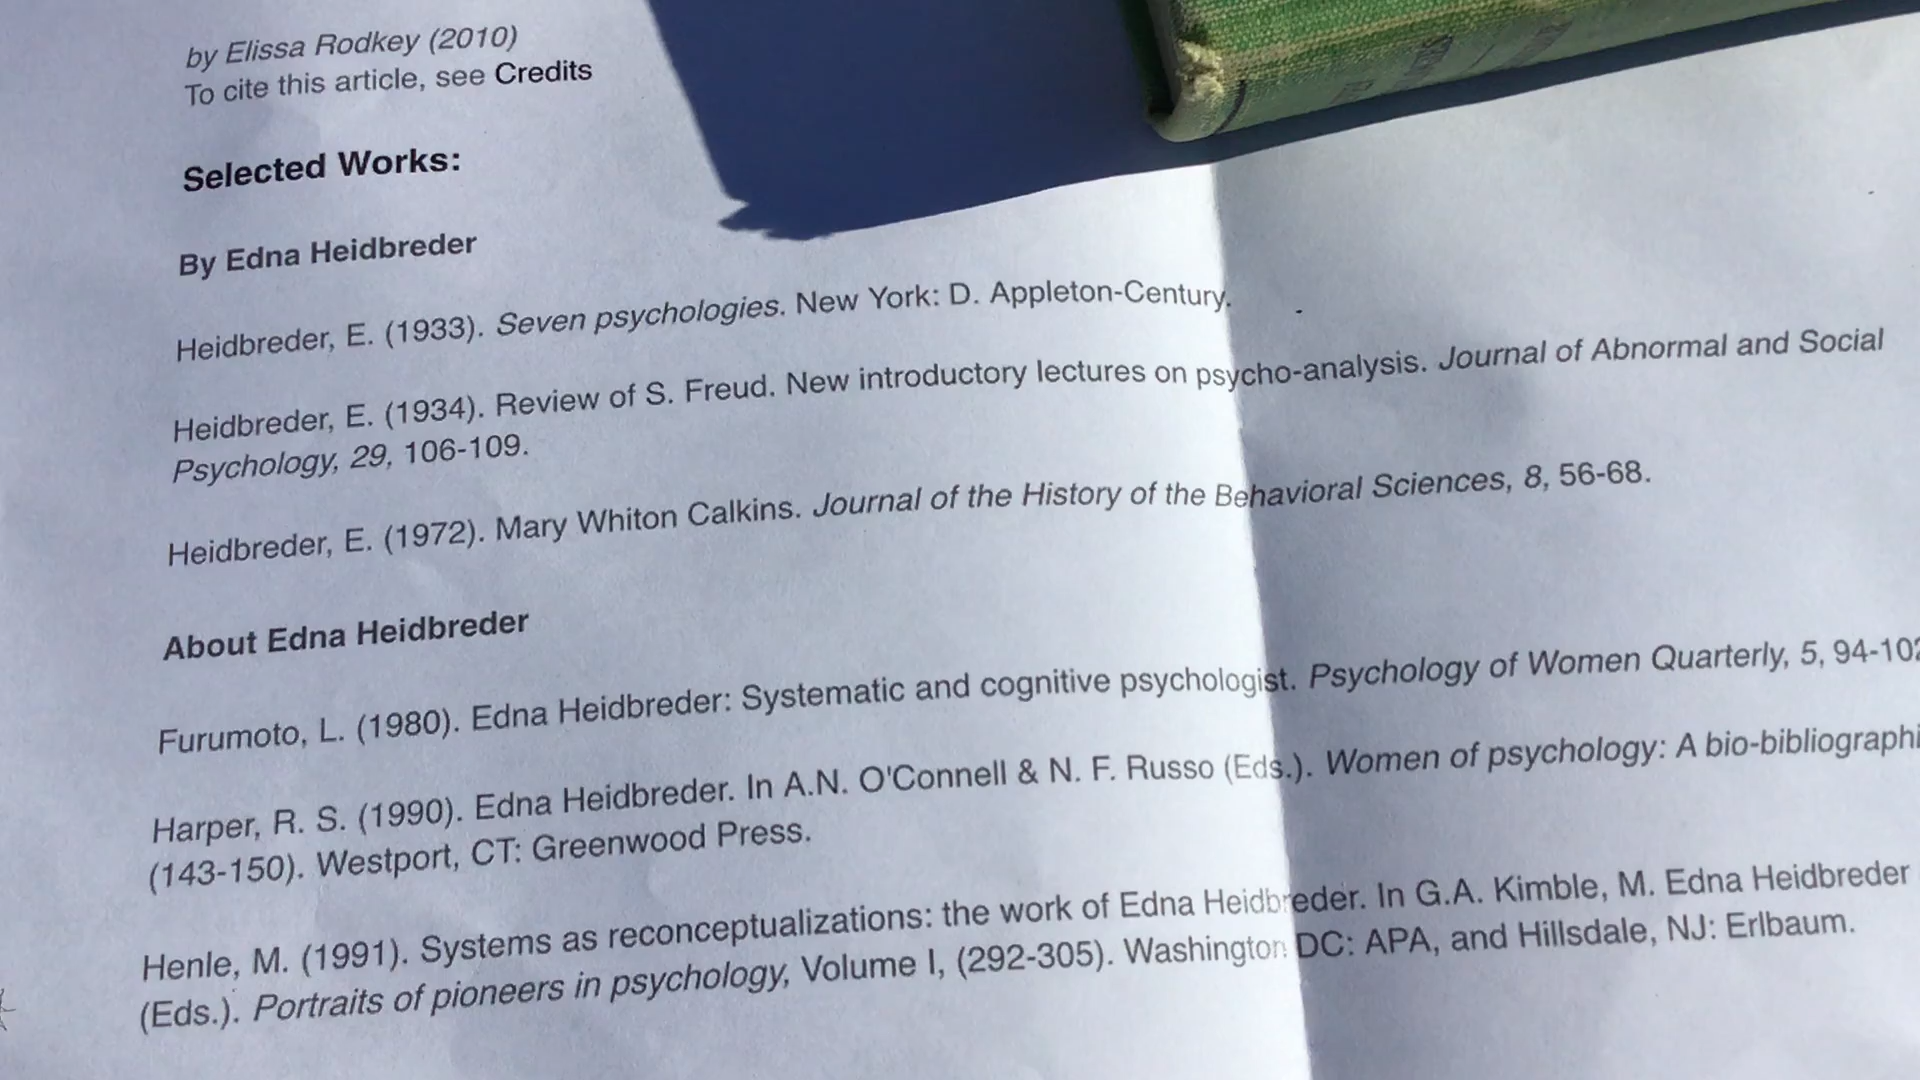 by Elissa Rodkey (2010)
To cite this article, see Credits
Selected Works:
By Edna Heidbreder
Heidbreder, E. (1933). Seven psychologies. New York: D. Appleton-Century.
Heidbreder, E. (1934). Review of S. Freud. New introductory lectures on psycho-analysis. Journal of Abnormal and Social
Psychology, 29, 106-109.
Heidbreder, E. (1972). Mary Whiton Calkins. Journal of the History of the Behavioral Sciences, 8, 56-68.
About Edna Heidbreder
Furumoto, L. (1980). Edna Heidbreder: Systematic and cognitive psychologist. Psychology of Women Quarterly, 5, 94-102
Harper, R. S. (1990). Edna Heidbreder. In A.N. O'Connell & N. F. Russo (Eds.). Women of psychology: A bio-bibliographi
(143-150). Westport, CT: Greenwood Press.
Henle, M. (1991). Systems as reconceptualizations: the work of Edna Heidbreder. In G.A. Kimble, M. Edna Heidbreder
(Eds.). Portraits of pioneers in psychology, Volume I, (292-305). Washington DC: APA, and Hillsdale, NJ: Erlbaum.